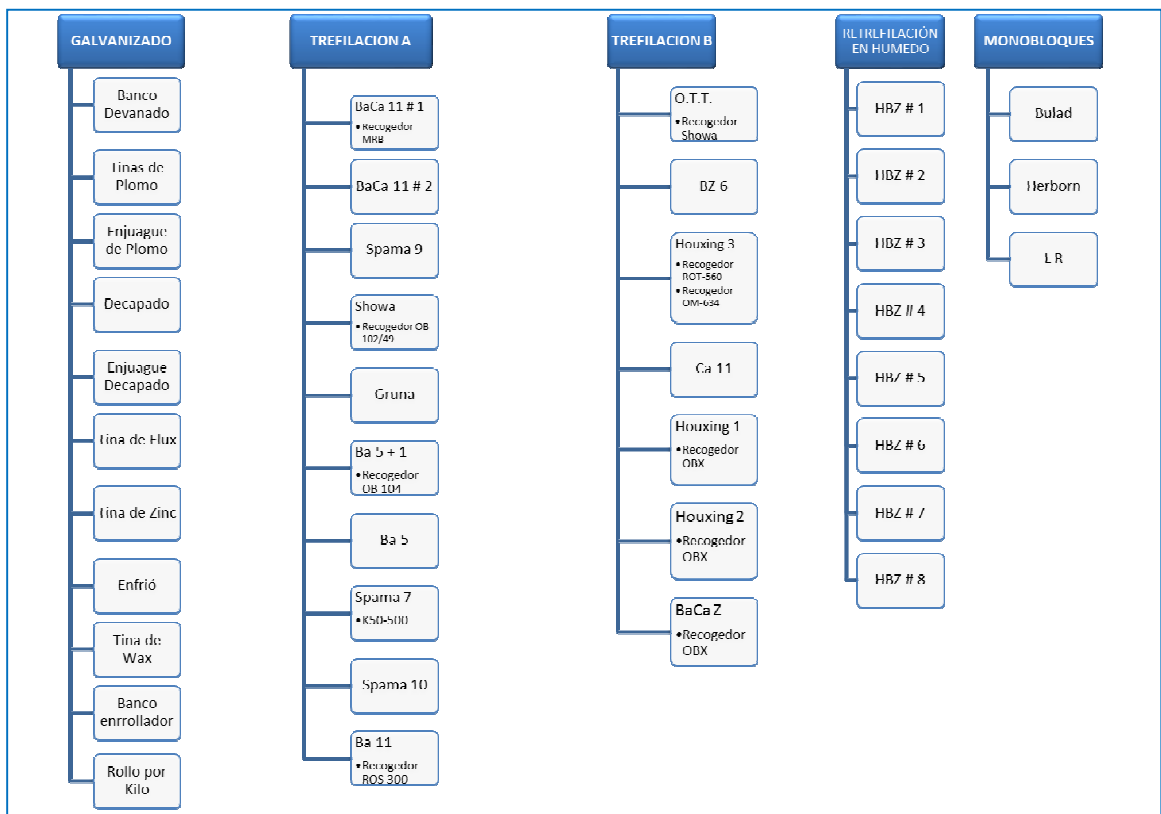 GALVANIZADO
Banco
Devanado
Tinas de
Plomo
Enjuague
de Plomo
Decapado
Enjuague
Decapado
Tina de Flux
Tina de Zinc
Enfrió
Tina de
Wax
Banco
enrrollador
Rollo por
Kilo
TREFILACION A
BaCa 11 # 1
•Recogedor
MRB
BaCa 11 # 2
Spama 9
Showa
•Recogedor OB
102/49
Gruna
Ba 5 + 1
•Recogedor
OB 104
Ba 5
Spama 7
•K50-500
Spama 10
Ba 11
•Recogedor
ROS 300
TREFILACION B
O.T.T.
•Recogedor
Showa
BZ 6
Houxing 3
•Recogedor
ROT-560
•Recogedor
OM-634
Ca 11
Houxing 1
•Recogedor
OBX
Houxing 2
•Recogedor
OBX
BaCa Z
•Recogedor
OBX
RETREFILACIÓN
EN HUMEDO
HBZ # 1
HBZ # 2
HBZ # 3
HBZ # 4
HBZ # 5
HBZ # 6
HBZ # 7
HBZ # 8
MONOBLOQUES
Bulad
Herborn